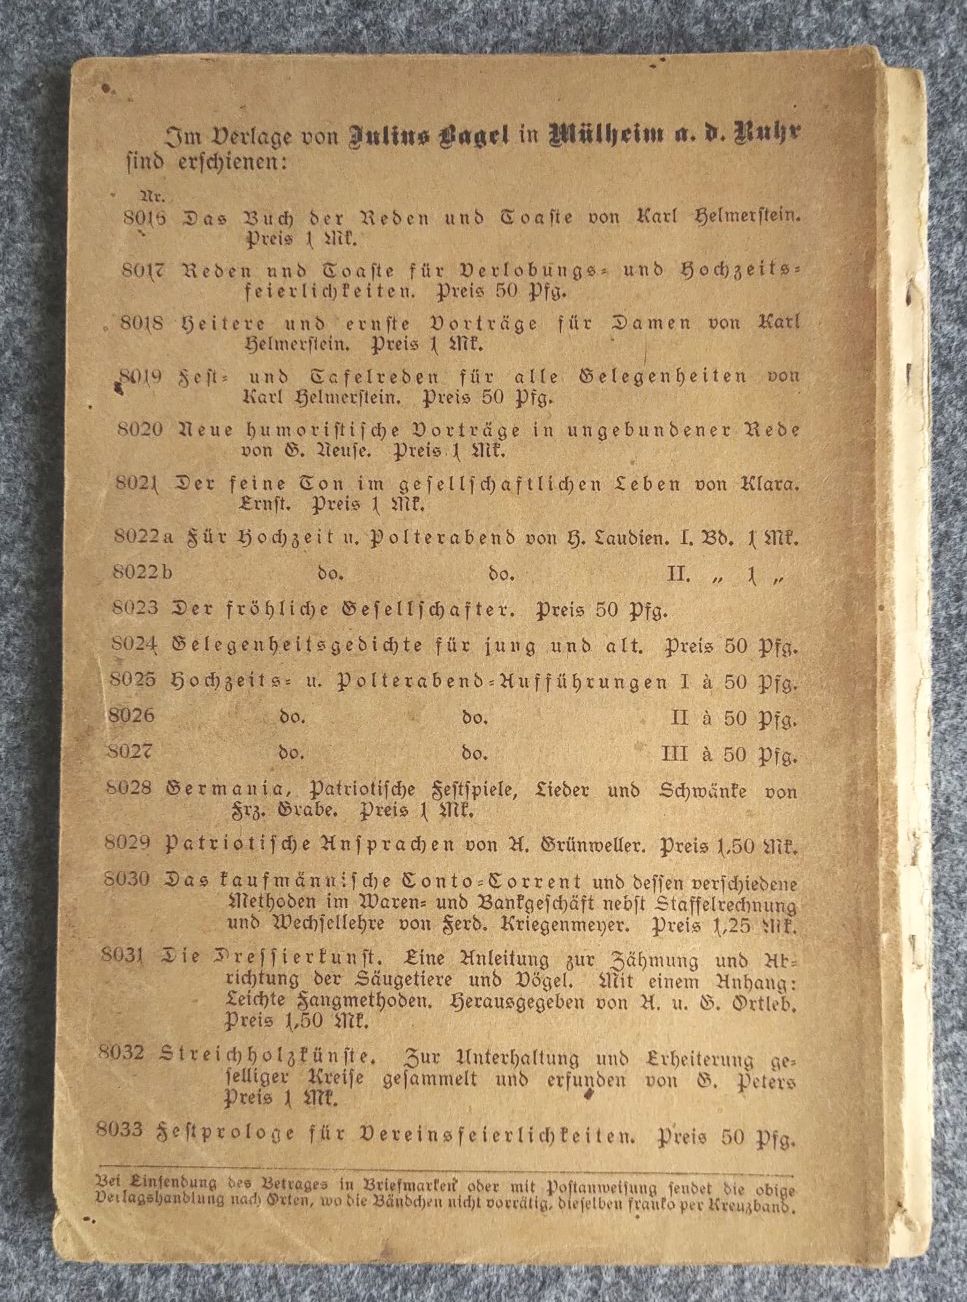 Im Verlage von Julius Bagel in Mülheim a. d. Ruhr
sind erschienen:
Nr.
8016 Das Buch der Reden und Toaste von Karl Helmerstein.
Preis 1 Mk.
8017 Reden und Toaste für Verlobungs- und Hochzeits-
feierlichkeiten. Preis 50 Pfg.
8018 Heitere und ernste Vorträge für Damen von Karl
Helmerstein. Preis 1 Mk.
8019 Fest- und Tafelreden für alle Gelegenheiten von
Karl Helmerstein. Preis 50 Pfg.
8020 Neue humoristische Vorträge in ungebundener Rede
von G. Neuse. Preis 1 Mk.
8021 Der feine Ton im gesellschaftlichen Leben von Klara.
Ernst. Preis 1 Mk.
8022a Für Hochzeit u. Polterabend von H. Laudien. I. Bd. 1 Mk.
8022b do. do. II. „ 1 „
8023 Der fröhliche Gesellschafter. Preis 50 Pfg.
8024 Gelegenheitsgedichte für jung und alt. Preis 50 Pfg.
8025 Hochzeits- u. Polterabend-Aufführungen I à 50 Pfg.
8026 do. do. II à 50 Pfg.
8027 do. do. III à 50 Pfg.
8028 Germania, Patriotische Festspiele, Lieder und Schwänke von
Frz. Grabe. Preis 1 Mk.
8029 Patriotische Ansprachen von A. Grünweller. Preis 1,50 Mk.
8030 Das kaufmännische Conto-Corrent und dessen verschiedene
Methoden im Waren- und Bankgeschäft nebst Staffelrechnung
und Wechsellehre von Ferd. Kriegenmeyer. Preis 1,25 Mk.
8031 Die Dressierkunst. Eine Anleitung zur Zähmung und Ab-
richtung der Säugetiere und Vögel. Mit einem Anhang:
Leichte Fangmethoden. Herausgegeben von A. u. G. Ortleb.
Preis 1,50 Mk.
8032 Streichholzkünste. Zur Unterhaltung und Erheiterung ge-
selliger Kreise gesammelt und erfunden von G. Peters
Preis 1 Mk.
8033 Festprologe für Vereinsfeierlichkeiten. Preis 50 Pfg.
Bei Einsendung des Betrages in Briefmarken oder mit Postanweisung sendet die obige
Verlagshandlung nach Orten, wo die Bändchen nicht vorrätig, dieselben franko per Kreuzband.